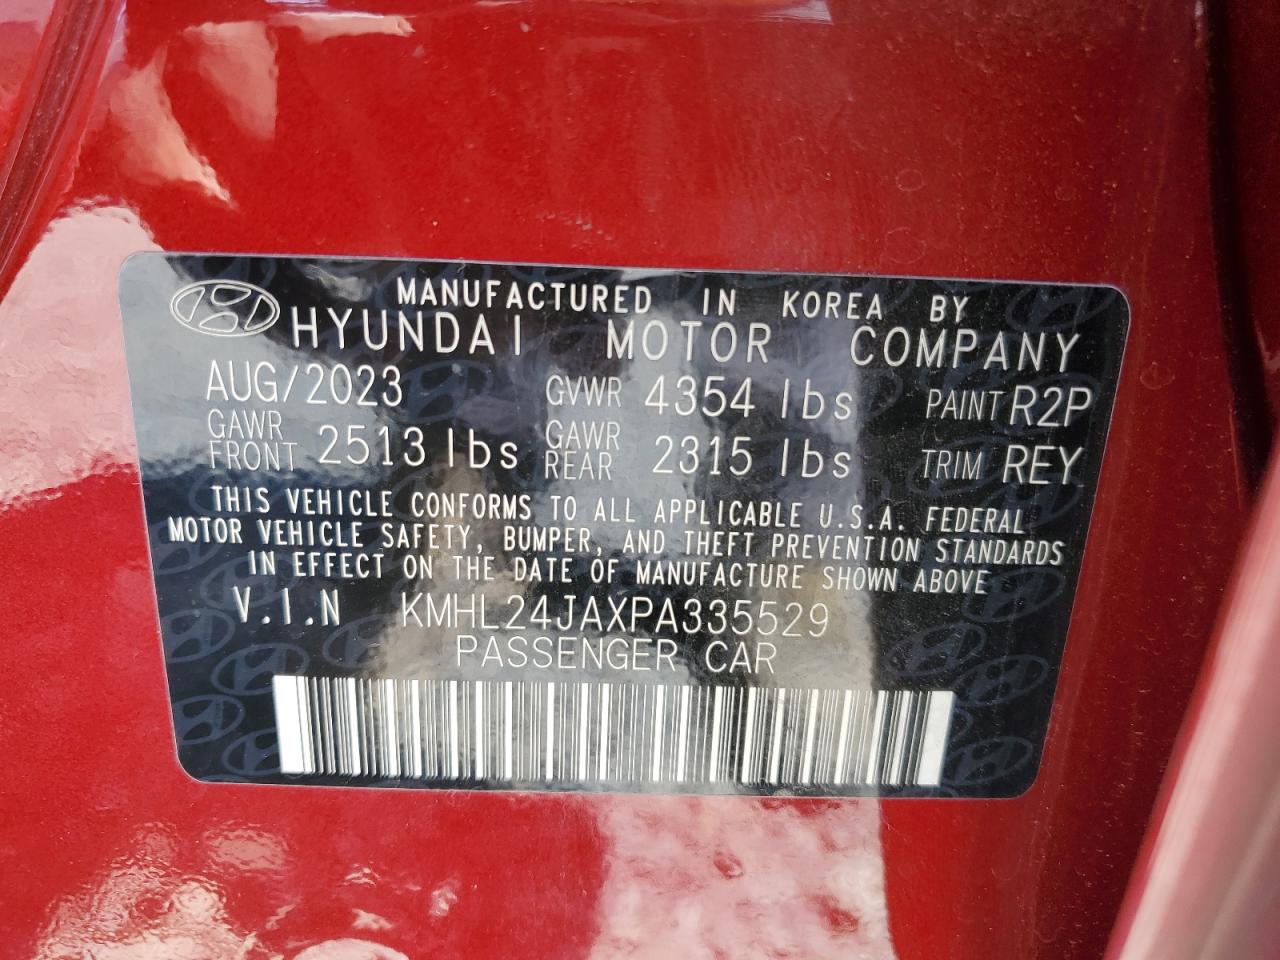 MANUFACTURED IN KOREA BY
HYUNDAI MOTOR COMPANY
AUG/2023 GVWR 4354 lbs PAINT R2P
GAWR FRONT 2513 lbs GAWR REAR 2315 lbs TRIM REY
THIS VEHICLE CONFORMS TO ALL APPLICABLE U.S.A. FEDERAL
MOTOR VEHICLE SAFETY, BUMPER, AND THEFT PREVENTION STANDARDS
IN EFFECT ON THE DATE OF MANUFACTURE SHOWN ABOVE
V.I.N KMHL24JAXPA335529
PASSENGER CAR